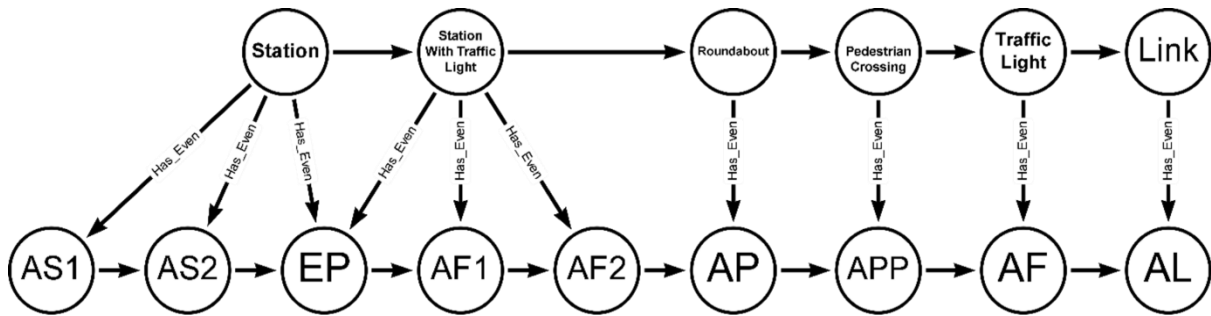 Station
Station
With Traffic
Light
Roundabout
Pedestrian
Crossing
Traffic
Light
Link
Has_Even
Has_Even
Has_Even
Has_Even
Has_Even
Has_Even
Has_Even
Has_Even
Has_Even
Has_Even
AS1
AS2
EP
AF1
AF2
AP
APP
AF
AL